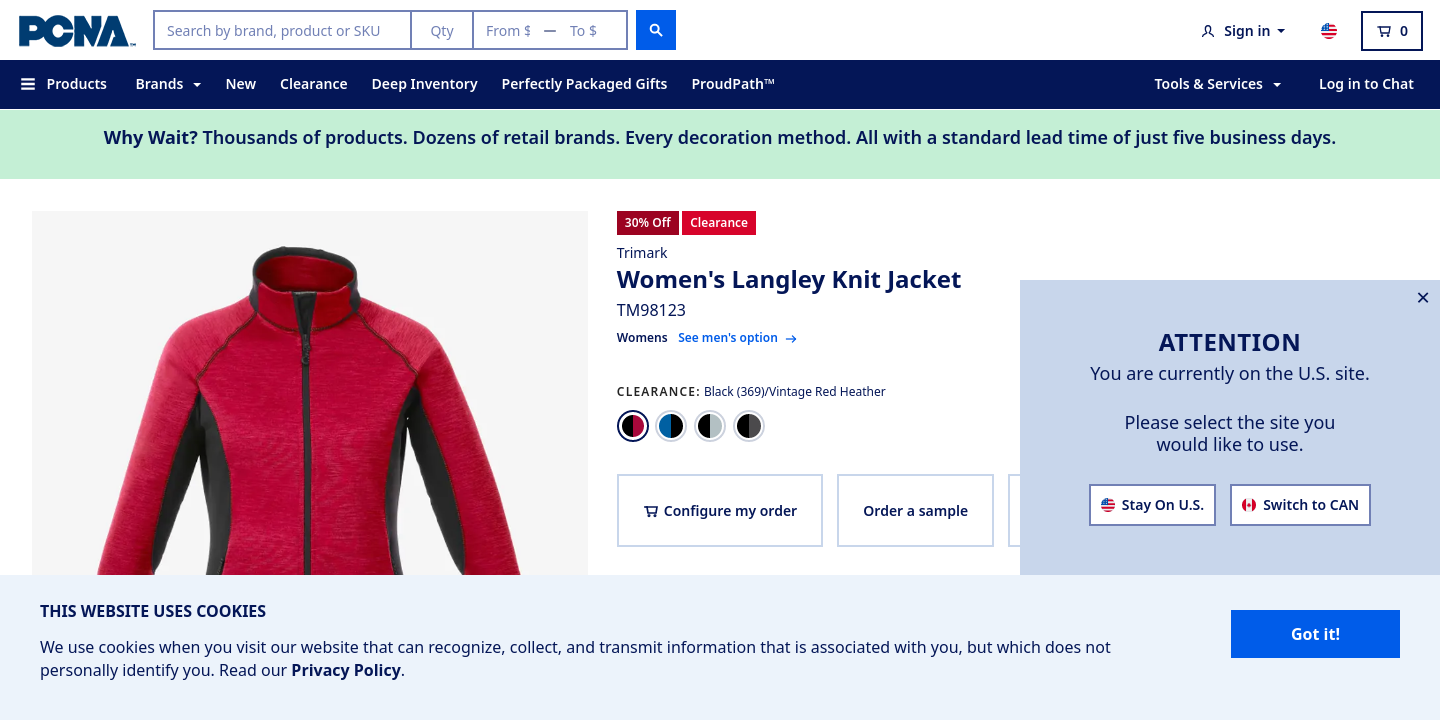 PCNA
Search by brand, product or SKU
Qty
From $ — To $
Sign in
0
Products
Brands
New
Clearance
Deep Inventory
Perfectly Packaged Gifts
ProudPath™
Tools & Services
Log in to Chat
Why Wait? Thousands of products. Dozens of retail brands. Every decoration method. All with a standard lead time of just five business days.
30% Off
Clearance
Trimark
Women's Langley Knit Jacket
TM98123
Womens See men's option →
CLEARANCE: Black (369)/Vintage Red Heather
Configure my order
Order a sample
ATTENTION
You are currently on the U.S. site.
Please select the site you
would like to use.
Stay On U.S.
Switch to CAN
THIS WEBSITE USES COOKIES
We use cookies when you visit our website that can recognize, collect, and transmit information that is associated with you, but which does not
personally identify you. Read our Privacy Policy.
Got it!